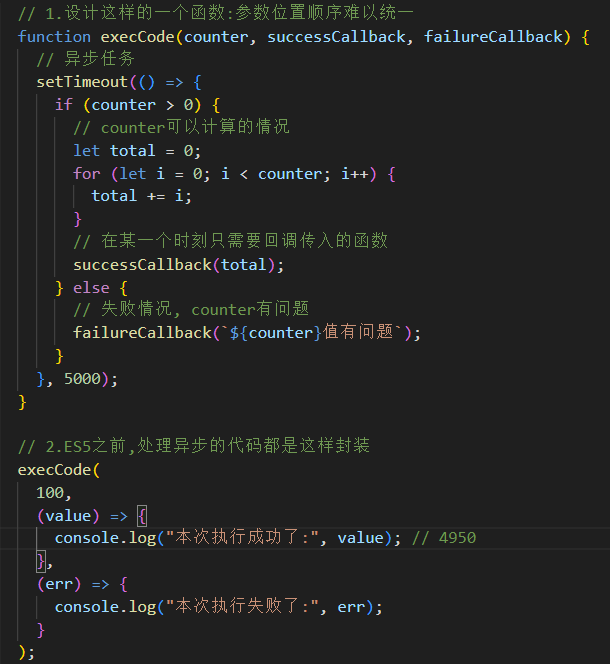 // 1.设计这样的一个函数:参数位置顺序难以统一
function execCode(counter, successCallback, failureCallback) {
  // 异步任务
  setTimeout(() => {
    if (counter > 0) {
      // counter可以计算的情况
      let total = 0;
      for (let i = 0; i < counter; i++) {
        total += i;
      }
      // 在某一个时刻只需要回调传入的函数
      successCallback(total);
    } else {
      // 失败情况, counter有问题
      failureCallback(`${counter}值有问题`);
    }
  }, 5000);
}

// 2.ES5之前,处理异步的代码都是这样封装
execCode(
  100,
  (value) => {
    console.log("本次执行成功了:", value); // 4950
  },
  (err) => {
    console.log("本次执行失败了:", err);
  }
);